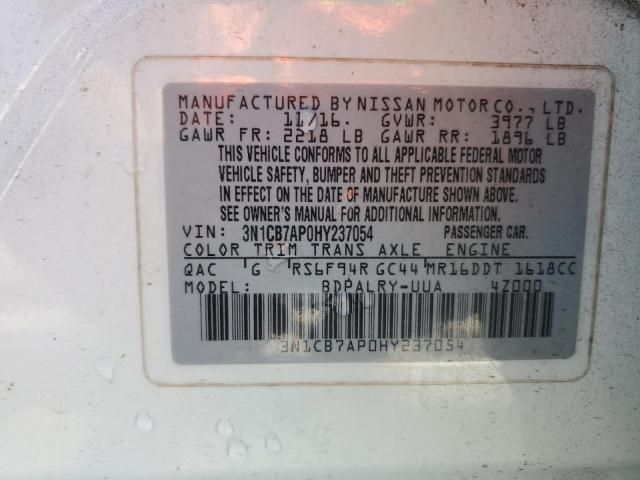 MANUFACTURED BY NISSAN MOTOR CO., LTD.
DATE: 11/16. GVWR: 3977 LB
GAWR FR: 2218 LB GAWR RR: 1896 LB
THIS VEHICLE CONFORMS TO ALL APPLICABLE FEDERAL MOTOR
VEHICLE SAFETY, BUMPER AND THEFT PREVENTION STANDARDS
IN EFFECT ON THE DATE OF MANUFACTURE SHOWN ABOVE.
SEE OWNER'S MANUAL FOR ADDITIONAL INFORMATION
VIN: 3N1CB7AP0HY237054 PASSENGER CAR.
COLOR TRIM TRANS AXLE ENGINE
QAC G RS6F94R GC44 MR16DDT 1618CC
MODEL: BDPALRY-UUA 4Z000
3N1CB7AP0HY237054